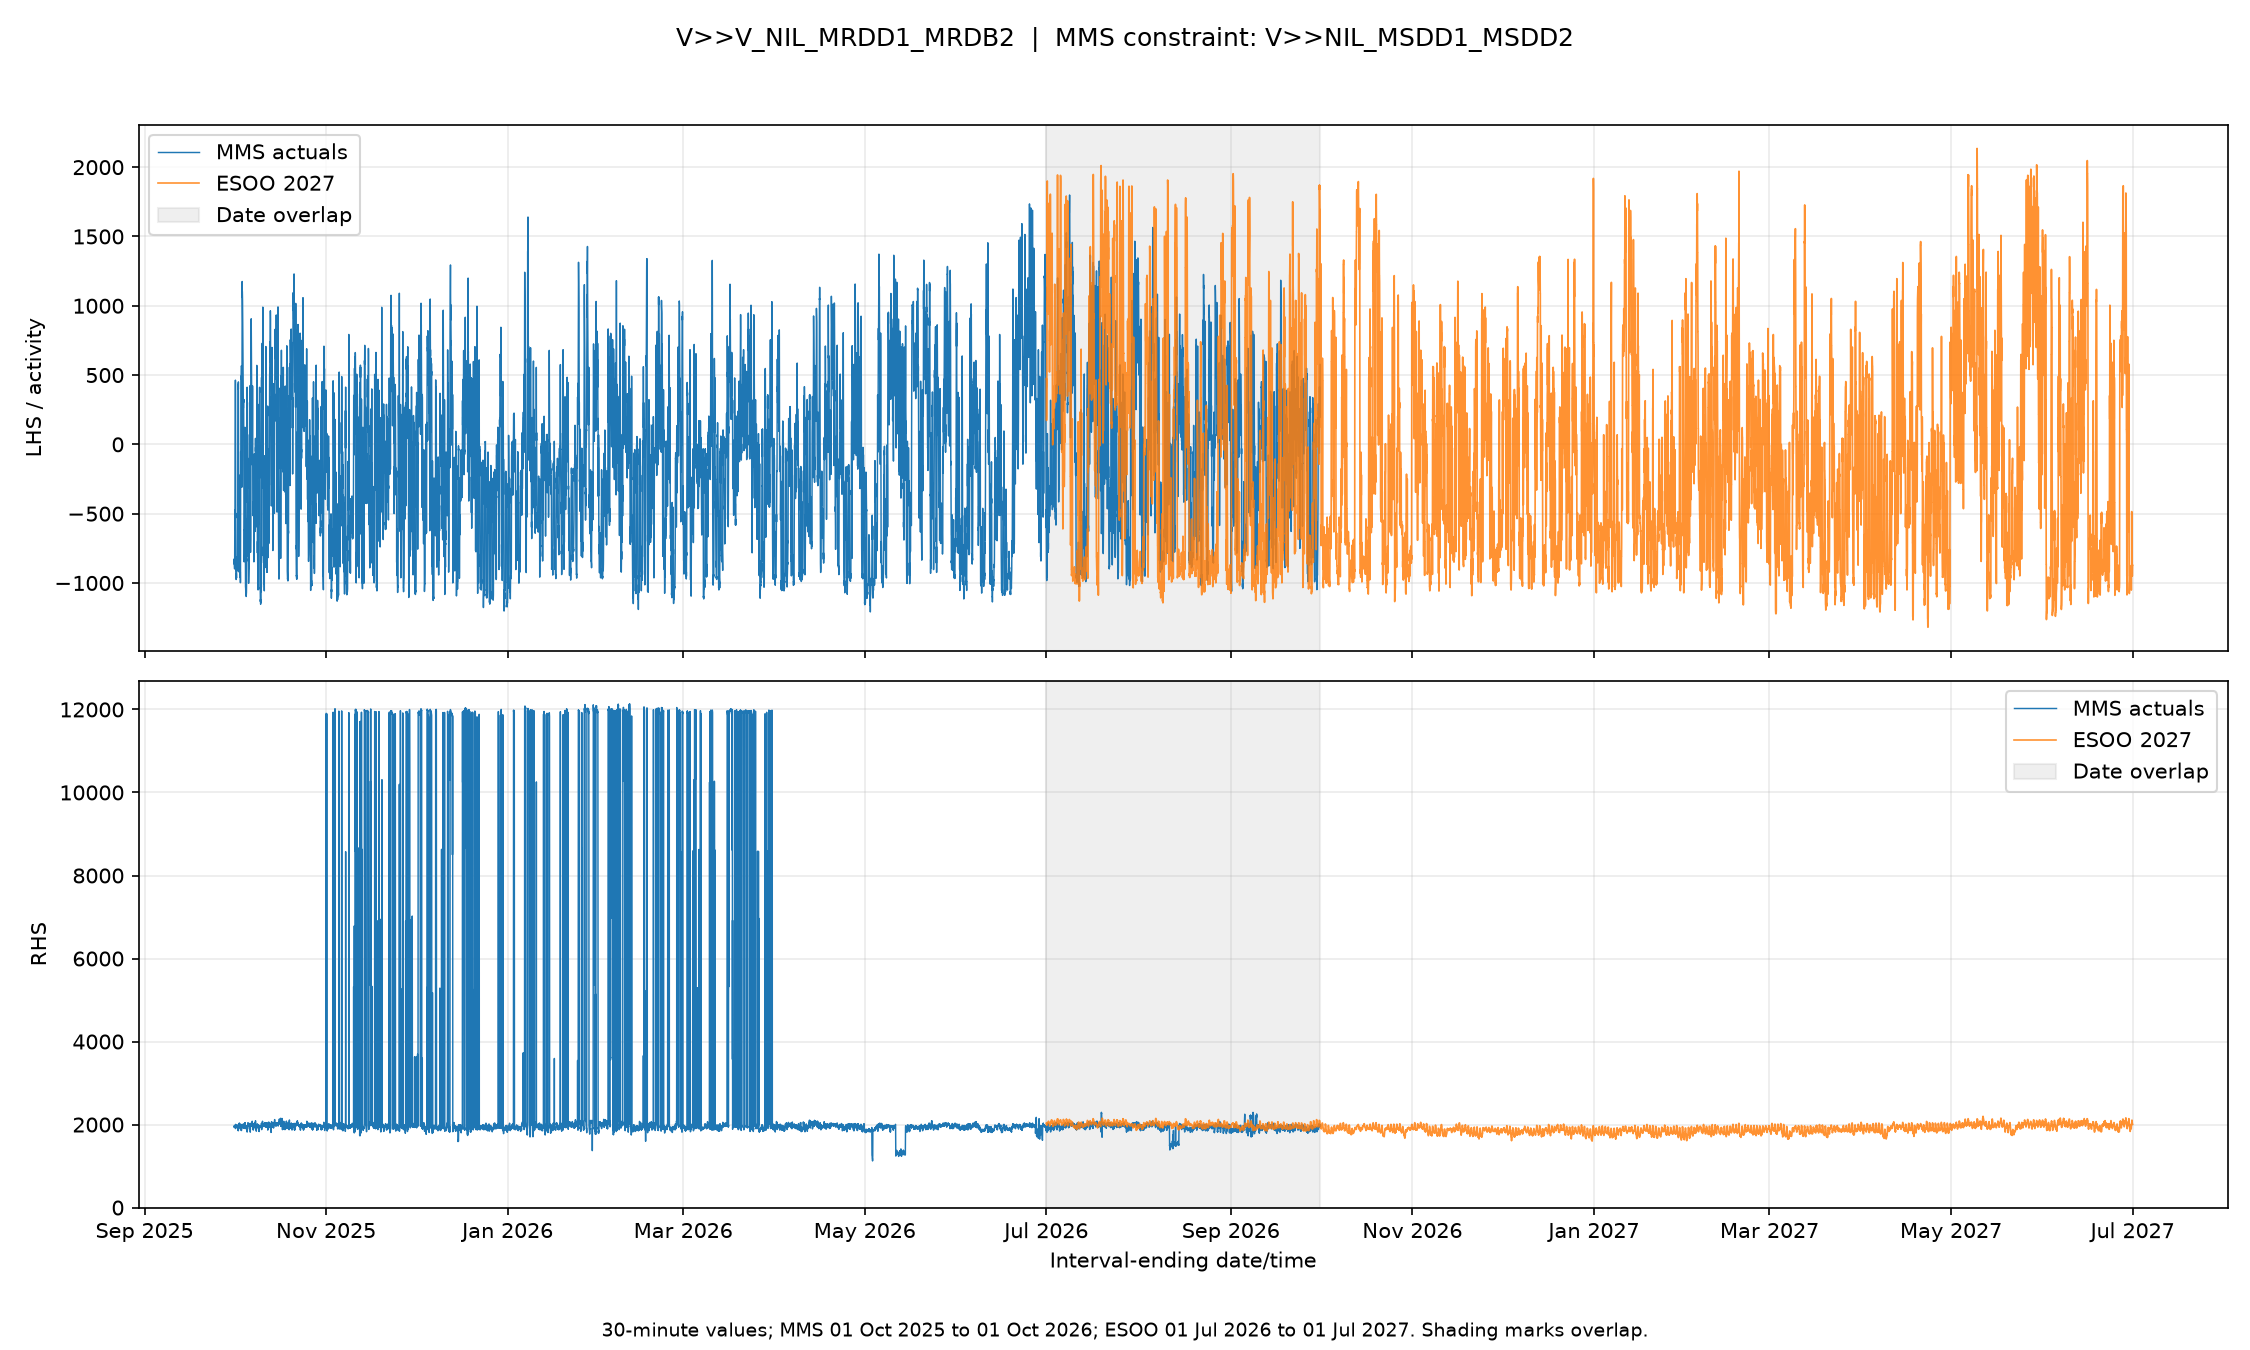 V>>V_NIL_MRDD1_MRDB2 | MMS constraint: V>>NIL_MSDD1_MSDD2
MMS actuals
ESOO 2027
Date overlap
2000
1500
1000
500
0
−500
−1000
LHS / activity
MMS actuals
ESOO 2027
Date overlap
12000
10000
8000
6000
4000
2000
0
RHS
Sep 2025 Nov 2025 Jan 2026 Mar 2026 May 2026 Jul 2026 Sep 2026 Nov 2026 Jan 2027 Mar 2027 May 2027 Jul 2027
Interval-ending date/time
30-minute values; MMS 01 Oct 2025 to 01 Oct 2026; ESOO 01 Jul 2026 to 01 Jul 2027. Shading marks overlap.